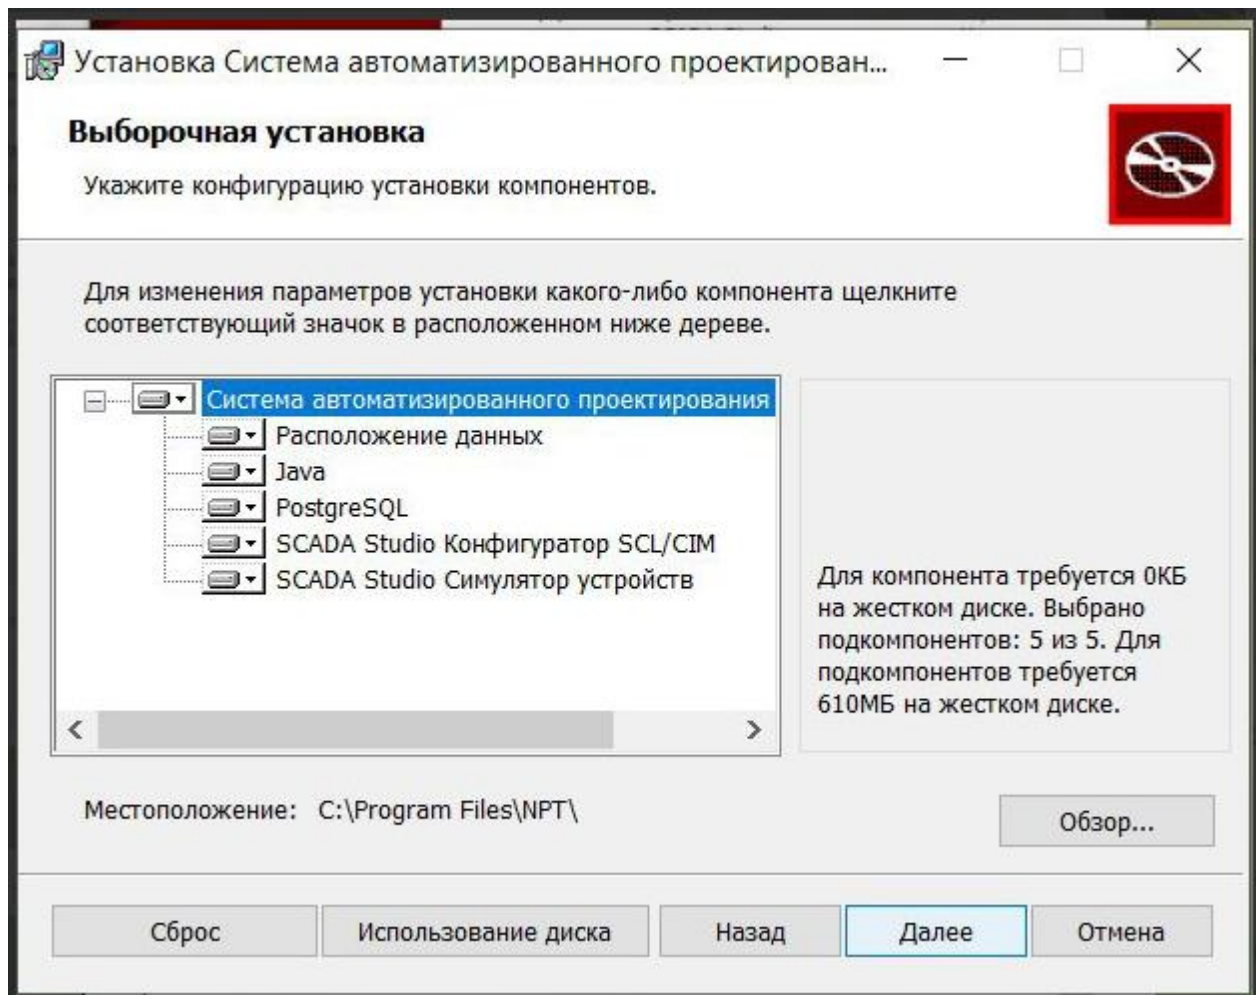 Установка Система автоматизированного проектирован...
Выборочная установка
Укажите конфигурацию установки компонентов.
Для изменения параметров установки какого-либо компонента щелкните
соответствующий значок в расположенном ниже дереве.
Система автоматизированного проектирования
Расположение данных
Java
PostgreSQL
SCADA Studio Конфигуратор SCL/CIM
SCADA Studio Симулятор устройств
Для компонента требуется 0КБ
на жестком диске. Выбрано
подкомпонентов: 5 из 5. Для
подкомпонентов требуется
610МБ на жестком диске.
Местоположение: C:\Program Files\NPT\
Обзор...
Сброс
Использование диска
Назад
Далее
Отмена